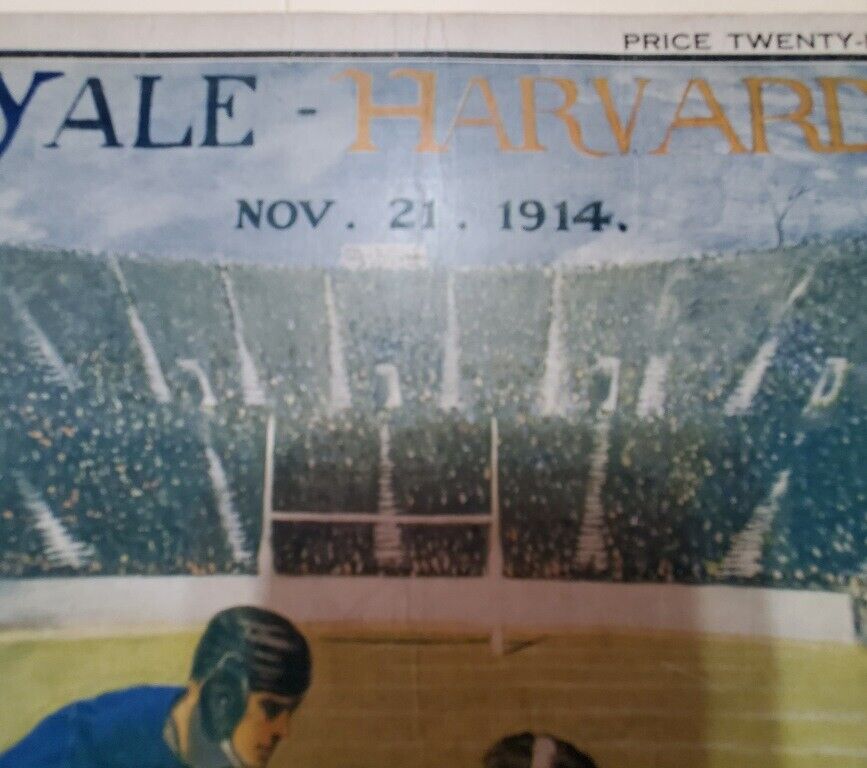 PRICE TWENTY-
YALE - HARVARD
NOV. 21. 1914.